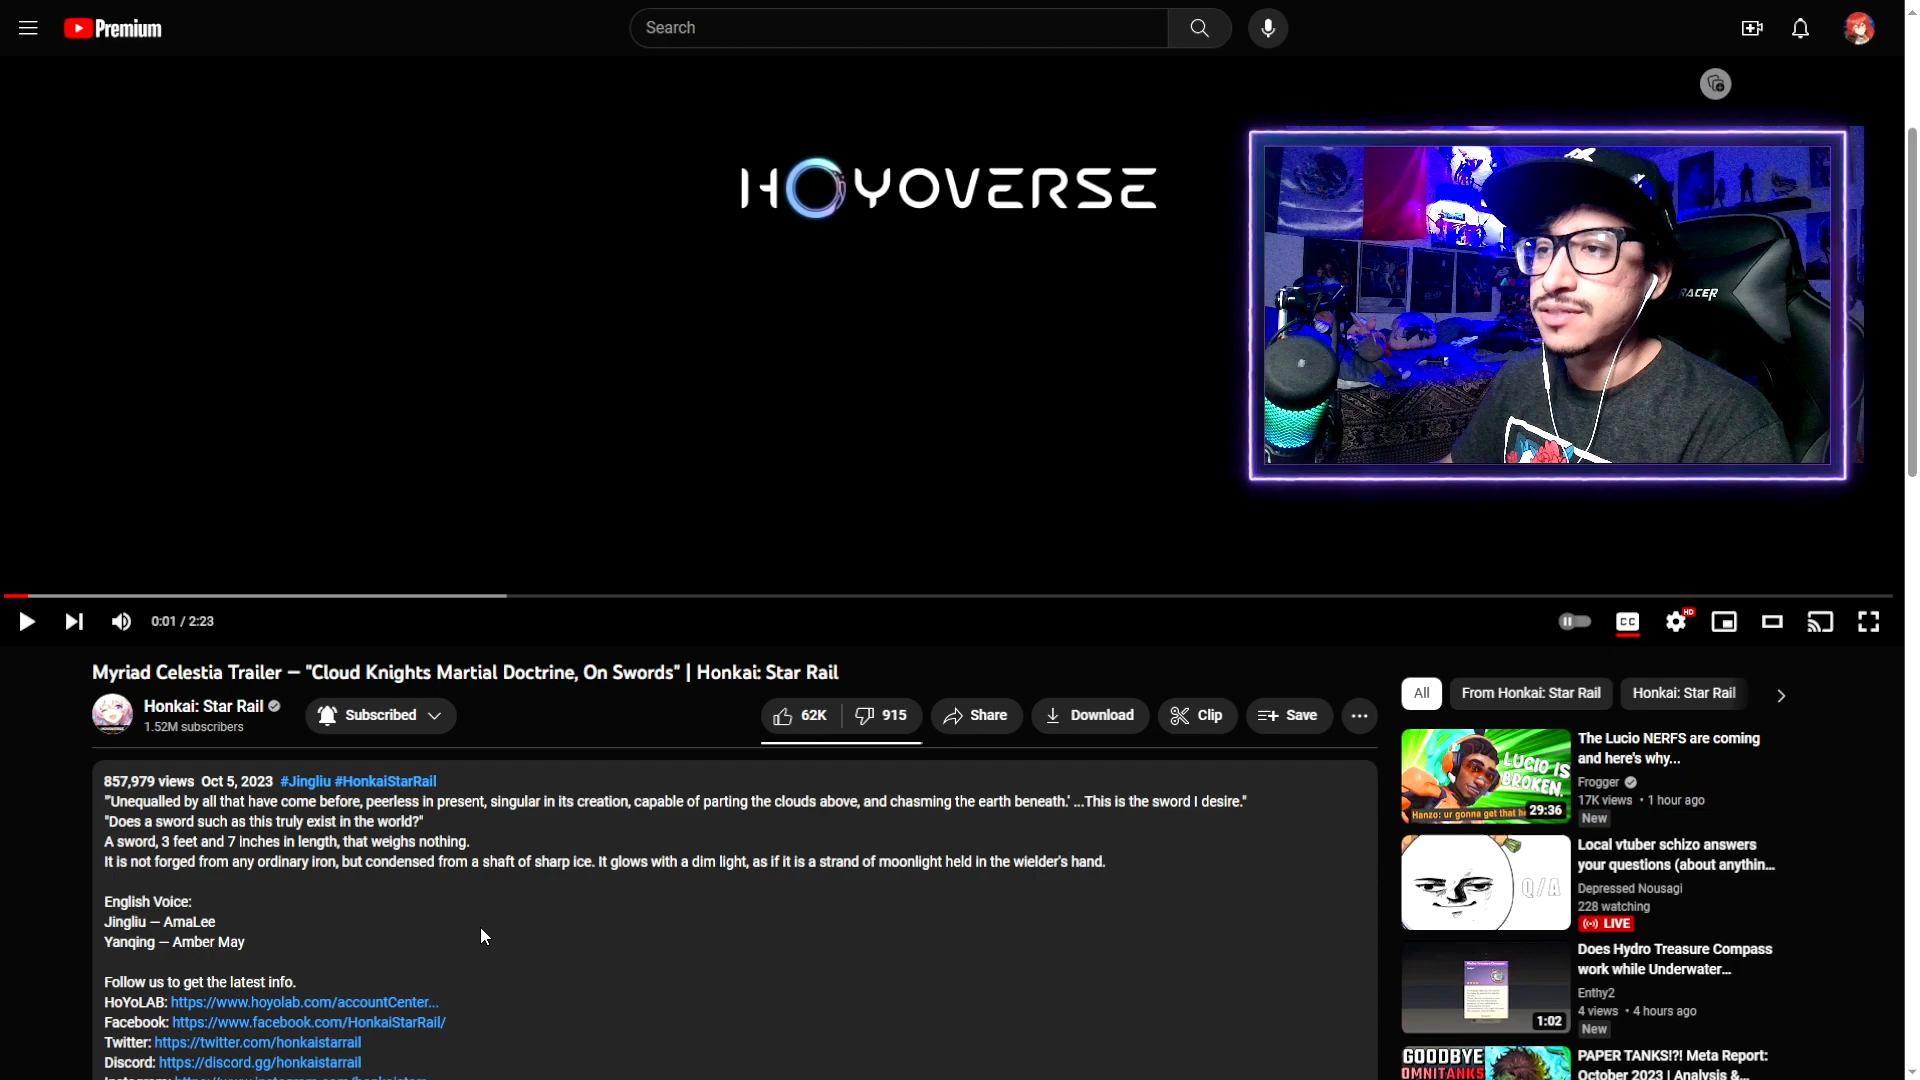 Premium
Search
HOYOVERSE
RACER
0:01 / 2:23
CC
HD
Myriad Celestia Trailer — "Cloud Knights Martial Doctrine, On Swords" | Honkai: Star Rail
Honkai: Star Rail
1.52M subscribers
Subscribed
62K
915
Share
Download
Clip
Save
All
From Honkai: Star Rail
Honkai: Star Rail
857,979 views Oct 5, 2023 #Jingliu #HonkaiStarRail
"'Unequalled by all that have come before, peerless in present, singular in its creation, capable of parting the clouds above, and chasming the earth beneath.' ...This is the sword I desire."
"Does a sword such as this truly exist in the world?"
A sword, 3 feet and 7 inches in length, that weighs nothing.
It is not forged from any ordinary iron, but condensed from a shaft of sharp ice. It glows with a dim light, as if it is a strand of moonlight held in the wielder's hand.
English Voice:
Jingliu — AmaLee
Yanqing — Amber May
Follow us to get the latest info.
HoYoLAB: https://www.hoyolab.com/accountCenter...
Facebook: https://www.facebook.com/HonkaiStarRail/
Twitter: https://twitter.com/honkaistarrail
Discord: https://discord.gg/honkaistarrail
LUCIO IS
BROKEN.
Hanzo: ur gonna get that h
29:36
The Lucio NERFS are coming
and here's why...
Frogger
17K views • 1 hour ago
New
Q/A
Local vtuber schizo answers
your questions (about anythin...
Depressed Nousagi
228 watching
LIVE
1:02
Does Hydro Treasure Compass
work while Underwater...
Enthy2
4 views • 4 hours ago
New
GOODBYE
OMNITANKS
PAPER TANKS!?! Meta Report:
October 2023 | Analysis &...